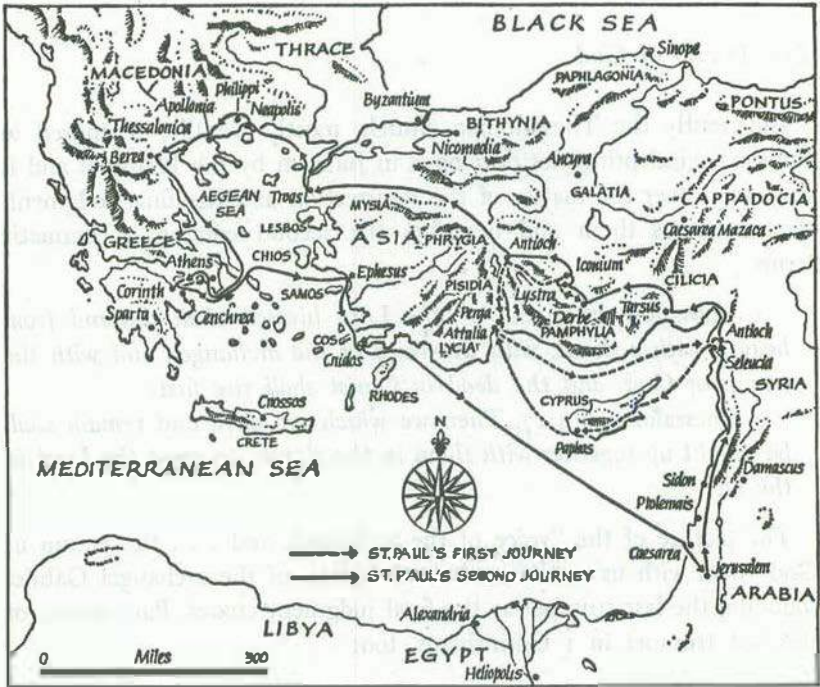 BLACK SEA
THRACE
Sinope
MACEDONIA
PAPHLAGONIA
Philippi
Apollonia
Neapolis
Byzantium
PONTUS
Thessalonica
BITHYNIA
Nicomedia
Berea
Ancyra
AEGEAN
SEA
Troas
GALATIA
MYSIA
CAPPADOCIA
LESBOS
ASIA
PHRYGIA
Caesarea Mazaca
GREECE
Antioch
Athens
CHIOS
Iconium
Ephesus
CILICIA
PISIDIA
Corinth
SAMOS
Lystra
Tarsus
Sparta
Perga
Derbe
Cenchrea
Attalia
PAMPHYLIA
Antioch
COS
LYCIA
Cnidus
Seleucia
SYRIA
RHODES
CYPRUS
Cnossos
CRETE
N
Paphos
MEDITERRANEAN SEA
Damascus
Sidon
Ptolemais
ST. PAUL'S FIRST JOURNEY
Caesarea
ST. PAUL'S SECOND JOURNEY
Jerusalem
ARABIA
Alexandria
LIBYA
EGYPT
0 Miles 300
Heliopolis